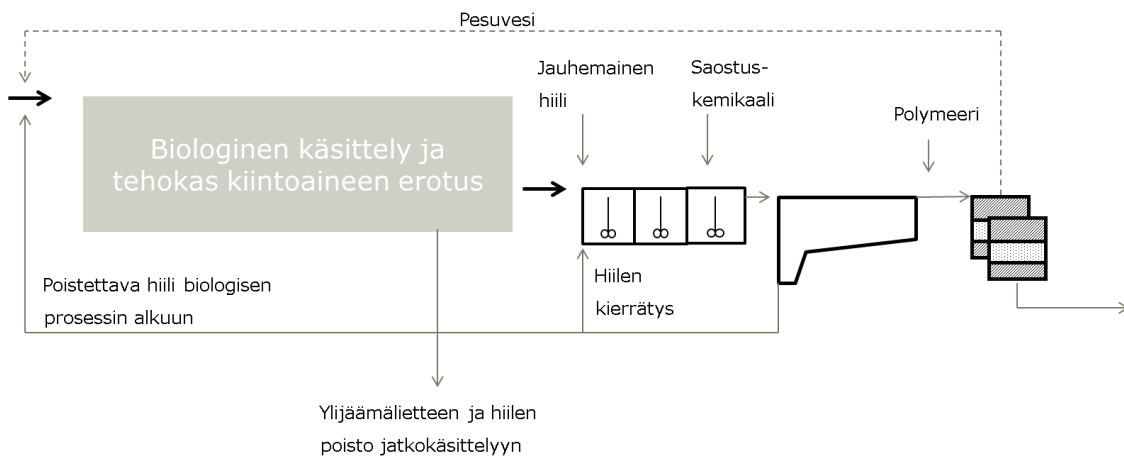 Pesuvesi
Jauhemainen
hiili
Saostus-
kemikaali
Polymeeri
Biologinen käsittely ja
tehokas kiintoaineen erotus
Poistettava hiili biologisen
prosessin alkuun
Hiilen
kierrätys
Ylijäämälietteen ja hiilen
poisto jatkokäsittelyyn